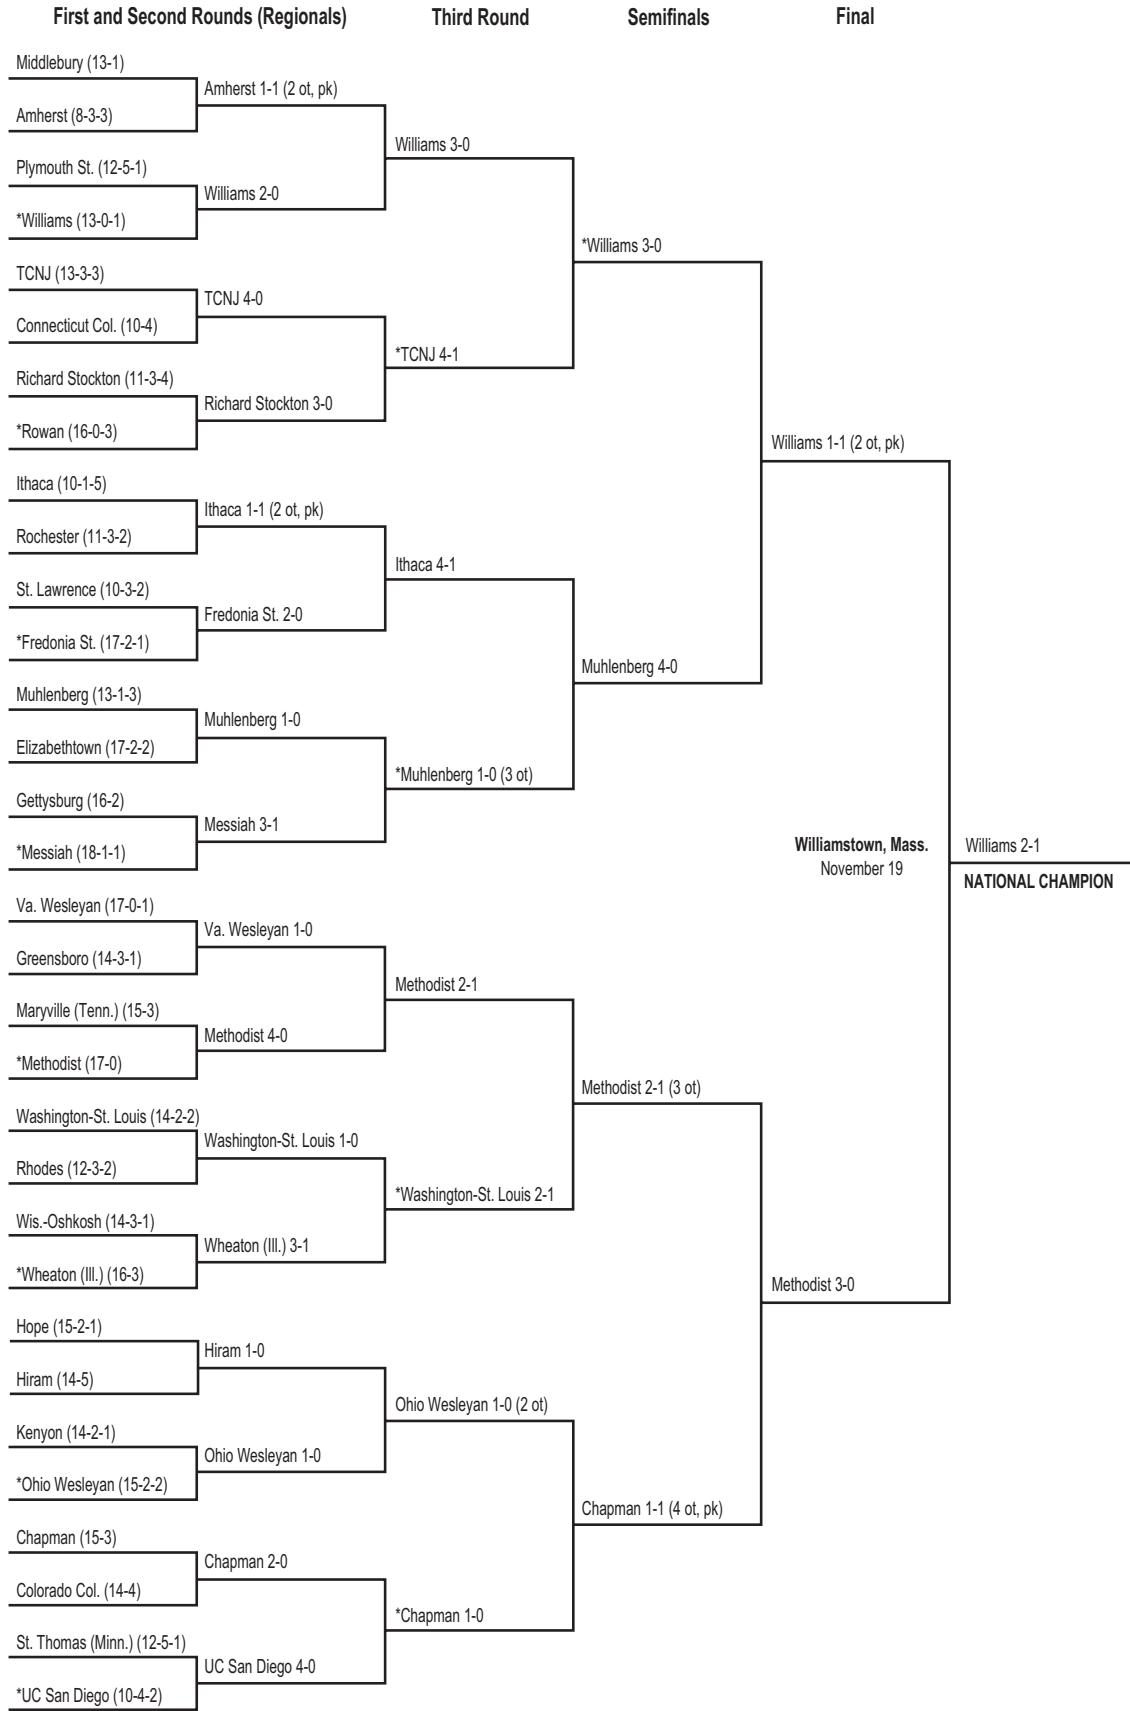 First and Second Rounds (Regionals)
Third Round
Semifinals
Final
Middlebury (13-1)
Amherst 1-1 (2 ot, pk)
Amherst (8-3-3)
Williams 3-0
Plymouth St. (12-5-1)
Williams 2-0
*Williams (13-0-1)
*Williams 3-0
TCNJ (13-3-3)
TCNJ 4-0
Connecticut Col. (10-4)
*TCNJ 4-1
Richard Stockton (11-3-4)
Richard Stockton 3-0
*Rowan (16-0-3)
Williams 1-1 (2 ot, pk)
Ithaca (10-1-5)
Ithaca 1-1 (2 ot, pk)
Rochester (11-3-2)
Ithaca 4-1
St. Lawrence (10-3-2)
Fredonia St. 2-0
*Fredonia St. (17-2-1)
Muhlenberg 4-0
Muhlenberg (13-1-3)
Muhlenberg 1-0
Elizabethtown (17-2-2)
*Muhlenberg 1-0 (3 ot)
Gettysburg (16-2)
Messiah 3-1
*Messiah (18-1-1)
Williamstown, Mass.
November 19
Williams 2-1
NATIONAL CHAMPION
Va. Wesleyan (17-0-1)
Va. Wesleyan 1-0
Greensboro (14-3-1)
Methodist 2-1
Maryville (Tenn.) (15-3)
Methodist 4-0
*Methodist (17-0)
Methodist 2-1 (3 ot)
Washington-St. Louis (14-2-2)
Washington-St. Louis 1-0
Rhodes (12-3-2)
*Washington-St. Louis 2-1
Wis.-Oshkosh (14-3-1)
Wheaton (Ill.) 3-1
*Wheaton (Ill.) (16-3)
Methodist 3-0
Hope (15-2-1)
Hiram 1-0
Hiram (14-5)
Ohio Wesleyan 1-0 (2 ot)
Kenyon (14-2-1)
Ohio Wesleyan 1-0
*Ohio Wesleyan (15-2-2)
Chapman 1-1 (4 ot, pk)
Chapman (15-3)
Chapman 2-0
Colorado Col. (14-4)
*Chapman 1-0
St. Thomas (Minn.) (12-5-1)
UC San Diego 4-0
*UC San Diego (10-4-2)